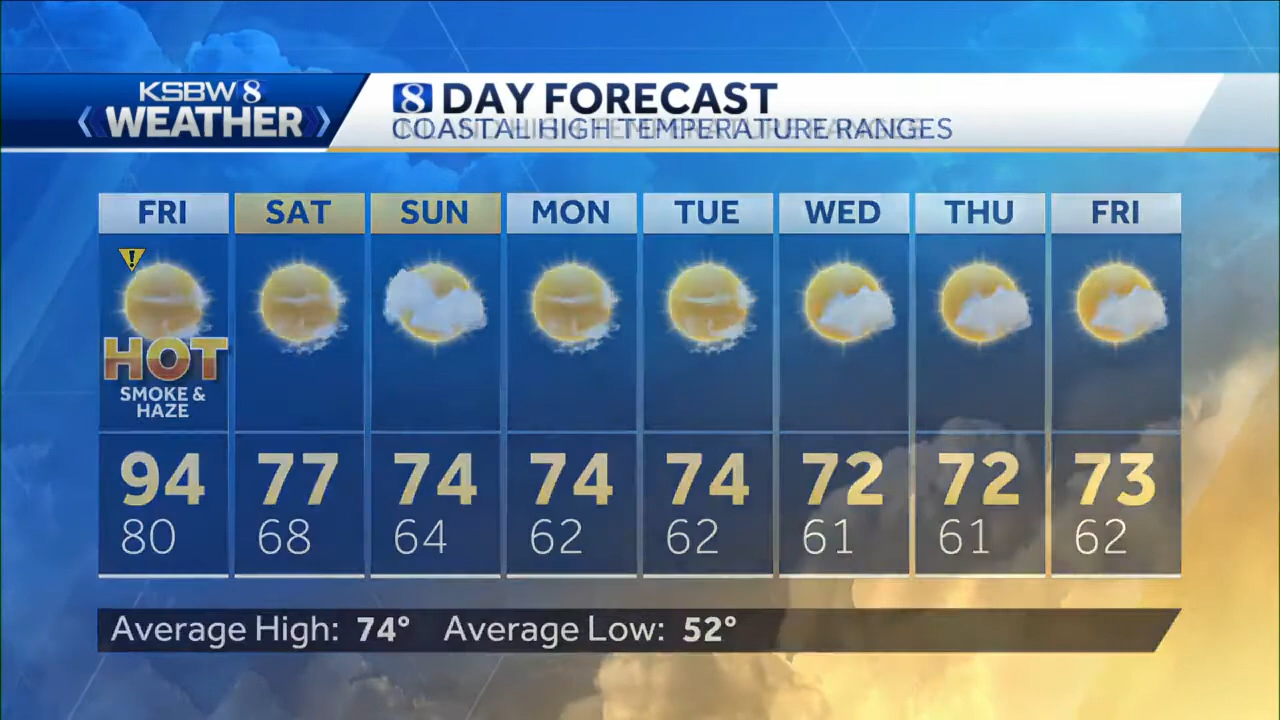 KSBW 8
WEATHER
8 DAY FORECAST
COASTAL HIGH TEMPERATURE RANGES
FRI SAT SUN MON TUE WED THU FRI
!
HOT
SMOKE &
HAZE
94 77 74 74 74 72 72 73
80 68 64 62 62 61 61 62
Average High: 74° Average Low: 52°